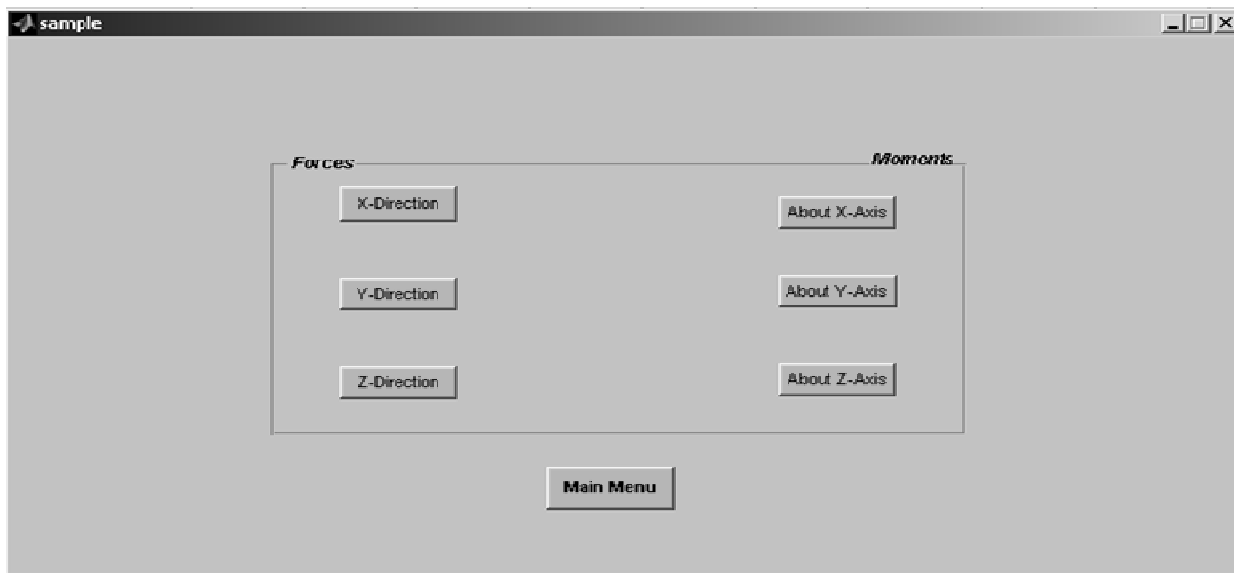 sample
Forces
Moments
X-Direction
About X-Axis
Y-Direction
About Y-Axis
Z-Direction
About Z-Axis
Main Menu